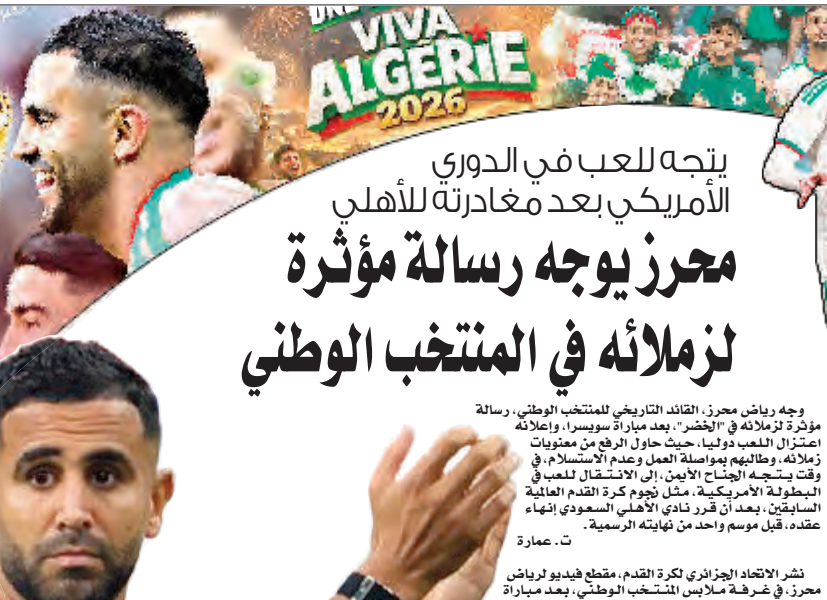 VIVA
ALGÉRIE
2026
يتجه للعب في الدوري
الأمريكي بعد مغادرته للأهلي
محرز يوجه رسالة مؤثرة
لزملائه في المنتخب الوطني
وجه رياض محرز، القائد التاريخي للمنتخب الوطني، رسالة
مؤثرة لزملائه في "الخضر"، بعد مباراة سويسرا، وإعلانه
اعتزال اللعب دوليا، حيث حاول الرفع من معنويات
زملائه، وطالبهم بمواصلة العمل وعدم الاستسلام، في
وقت يتجه الجناح الأيمن، إلى الانتقال للعب في
البطولة الأمريكية، مثل نجوم كرة القدم العالمية
السابقين، بعد أن قرر نادي الأهلي السعودي إنهاء
عقده، قبل موسم واحد من نهايته الرسمية.
ت. عمارة
نشر الاتحاد الجزائري لكرة القدم، مقطع فيديو لرياض
محرز، في غرفة ملابس المنتخب الوطني، بعد مباراة